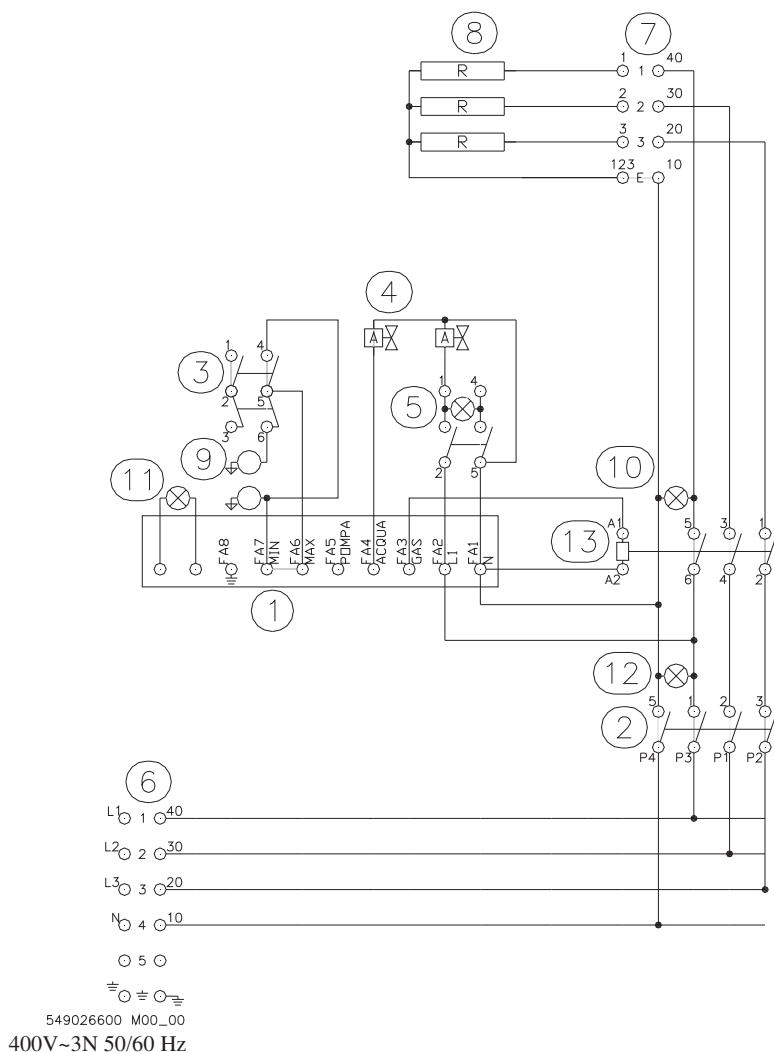 8
7
R
1 1 40
R
2 2 30
R
3 3 20
123 E 10
4
3
1
4
2
5
3
6
5
1
4
2
5
9
11
10
13
A1
A2
5
3
1
6
4
2
FA8
FA7
MIN
FA6
MAX
FA5
POMPA
FA4
ACQUA
FA3
GAS
FA2
L1
FA1
N
1
12
2
5
1
2
3
P4
P3
P1
P2
6
L1 1 40
L2 2 30
L3 3 20
N 4 10
5
549026600 M00_00
400V~3N 50/60 Hz
A
A